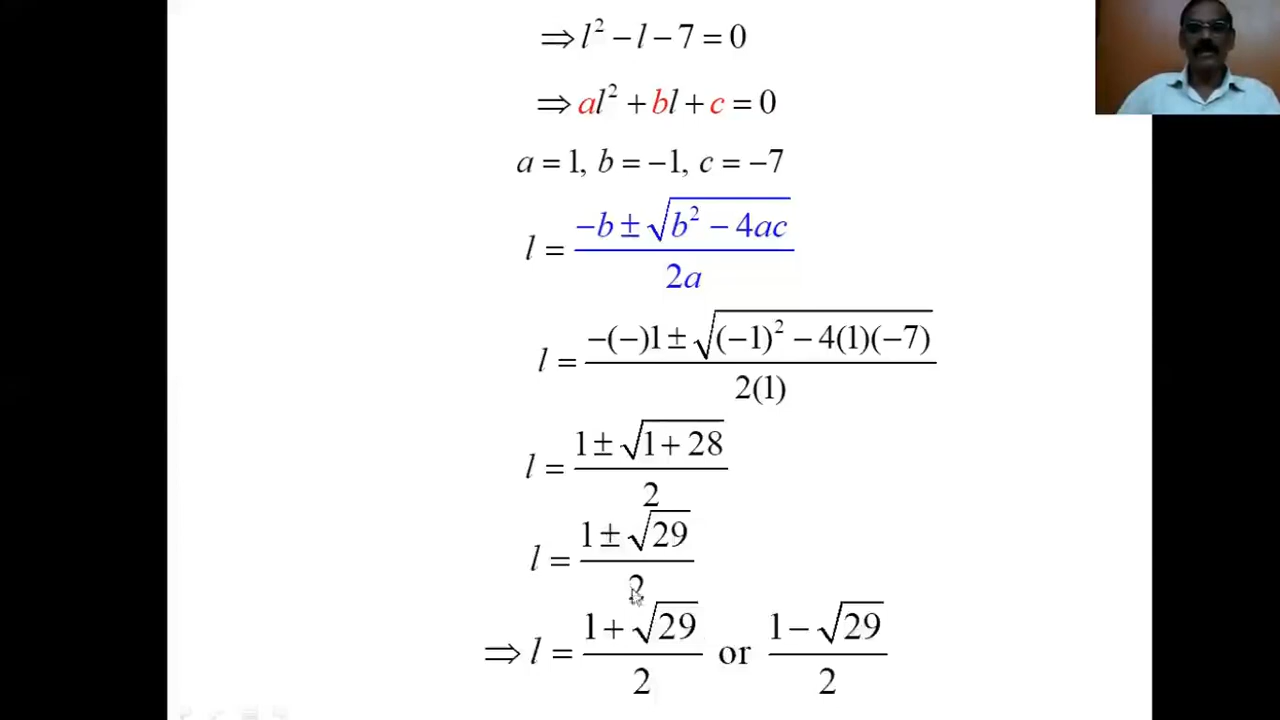 ⇒ l² − l − 7 = 0
⇒ al² + bl + c = 0
a = 1, b = −1, c = −7
l = (−b ± √(b² − 4ac)) / 2a
l = (−(−)1 ± √((−1)² − 4(1)(−7))) / 2(1)
l = (1 ± √(1 + 28)) / 2
l = (1 ± √29) / 2
⇒ l = (1 + √29) / 2 or (1 − √29) / 2